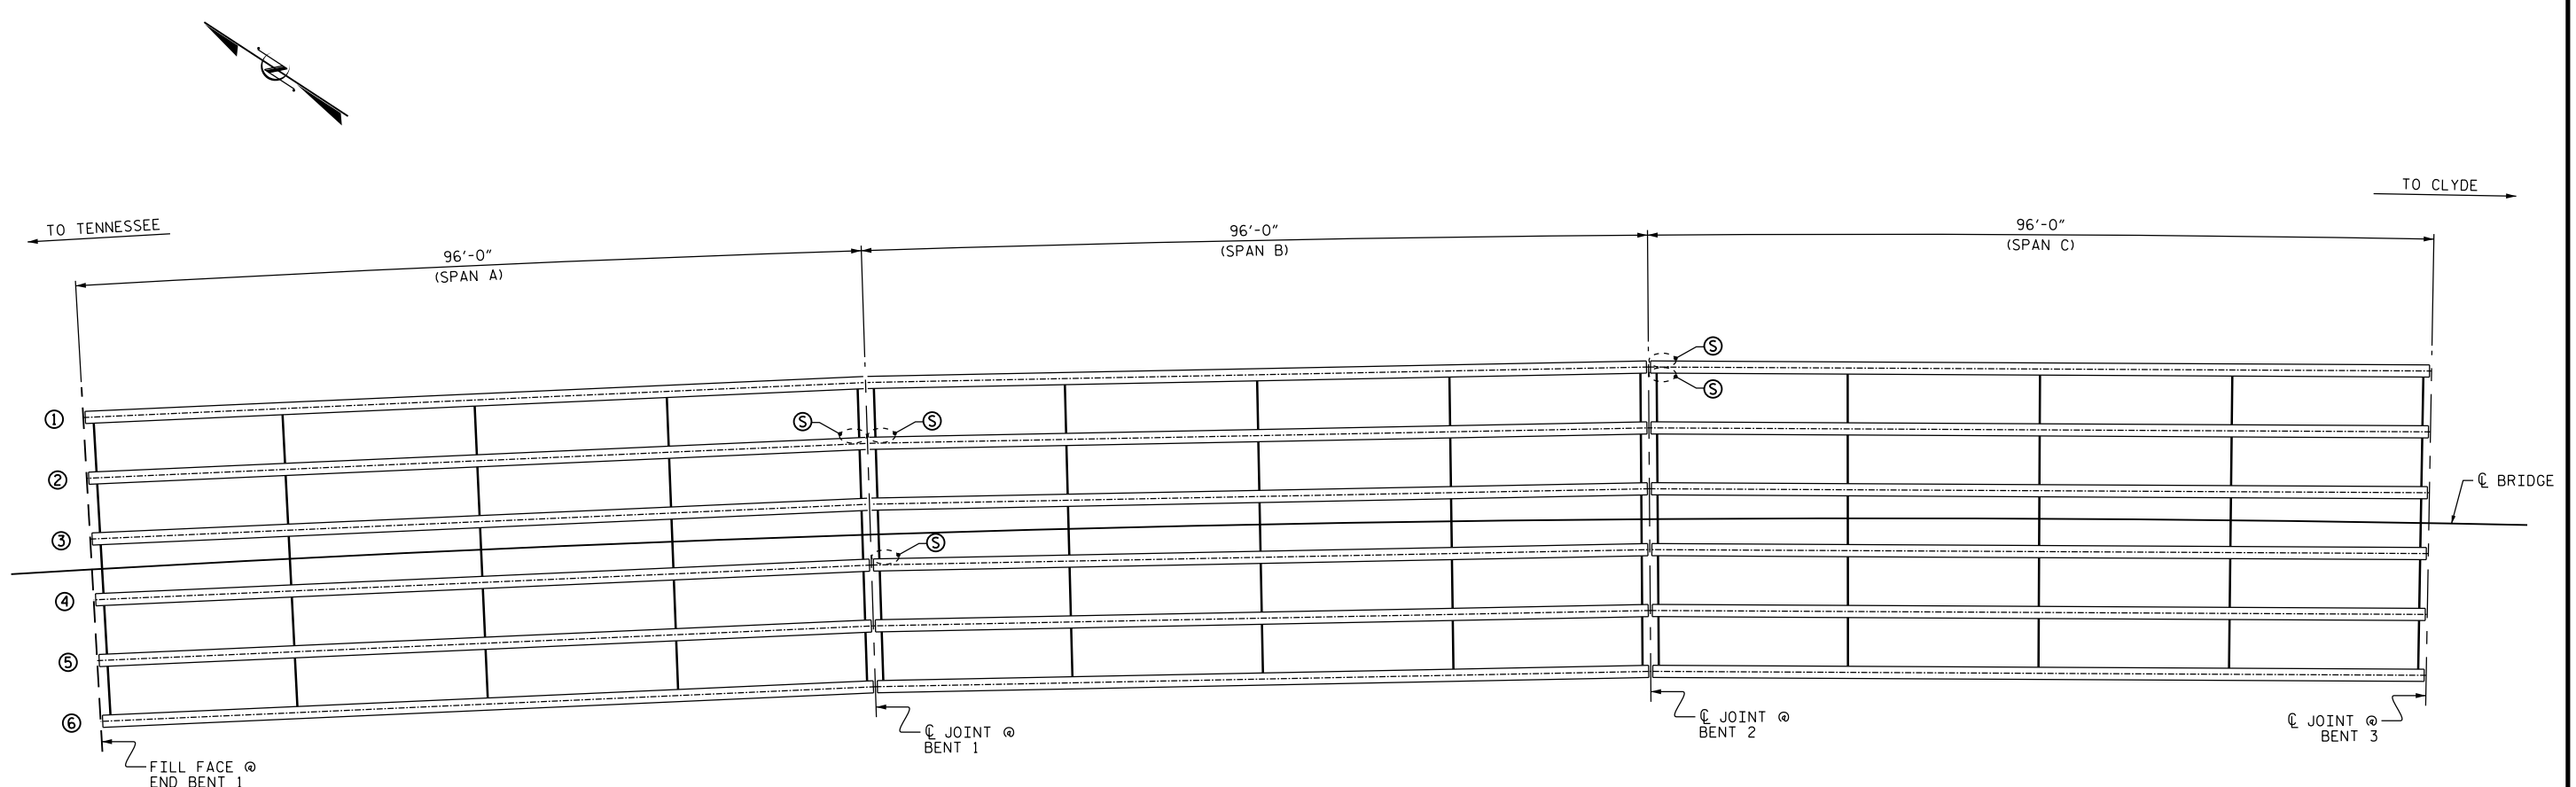 N
TO CLYDE
TO TENNESSEE
96'-0"
(SPAN A)
96'-0"
(SPAN B)
96'-0"
(SPAN C)
S
S
1
S
S
2
℄ BRIDGE
3
S
4
5
6
℄ JOINT @
BENT 1
℄ JOINT @
BENT 2
℄ JOINT @
BENT 3
FILL FACE @
END BENT 1